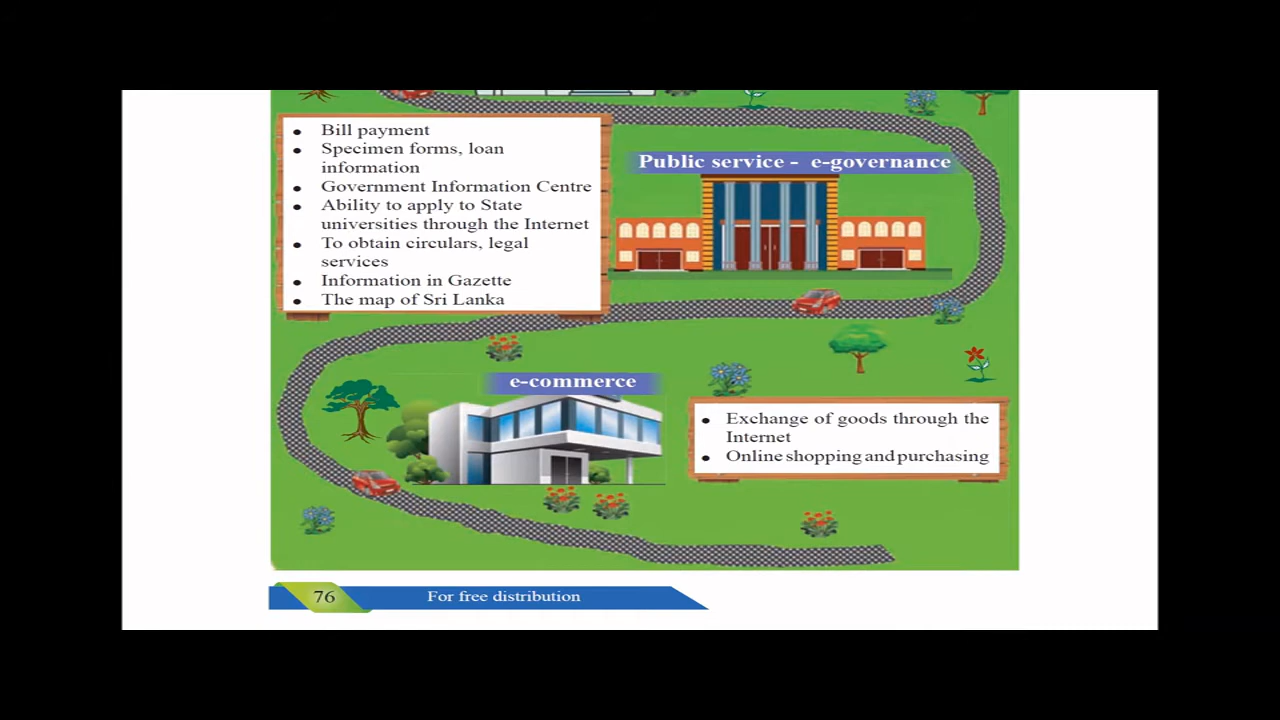 Public service - e-governance
• Bill payment
• Specimen forms, loan
information
• Government Information Centre
• Ability to apply to State
universities through the Internet
• To obtain circulars, legal
services
• Information in Gazette
• The map of Sri Lanka
e-commerce
• Exchange of goods through the
Internet
• Online shopping and purchasing
76
For free distribution